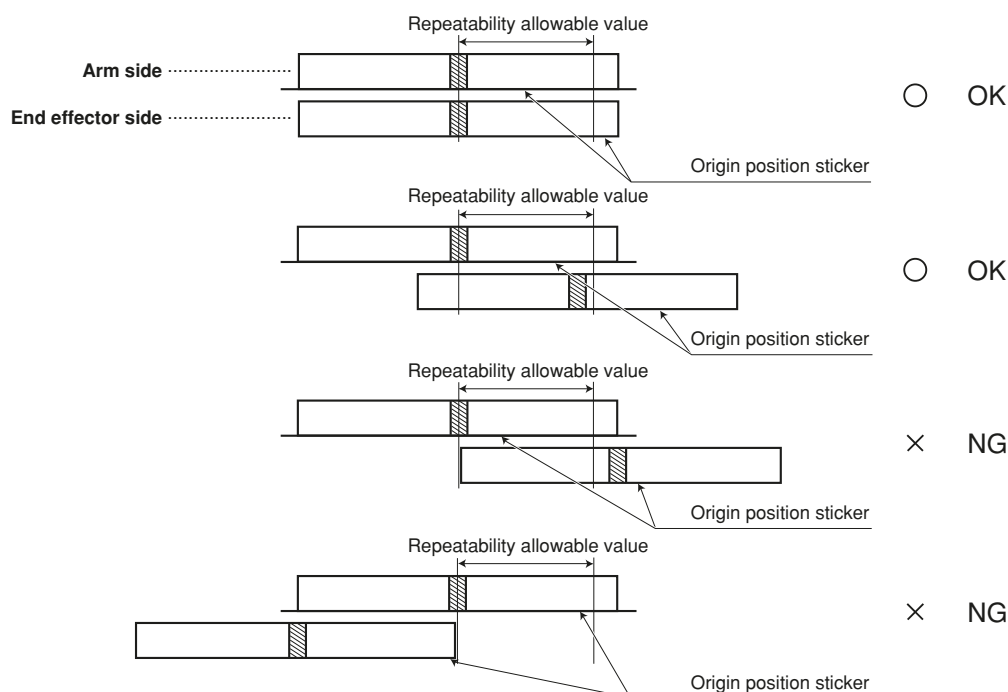 Repeatability allowable value
Arm side
OK
End effector side
Origin position sticker
Repeatability allowable value
OK
Origin position sticker
Repeatability allowable value
NG
Origin position sticker
Repeatability allowable value
NG
Origin position sticker